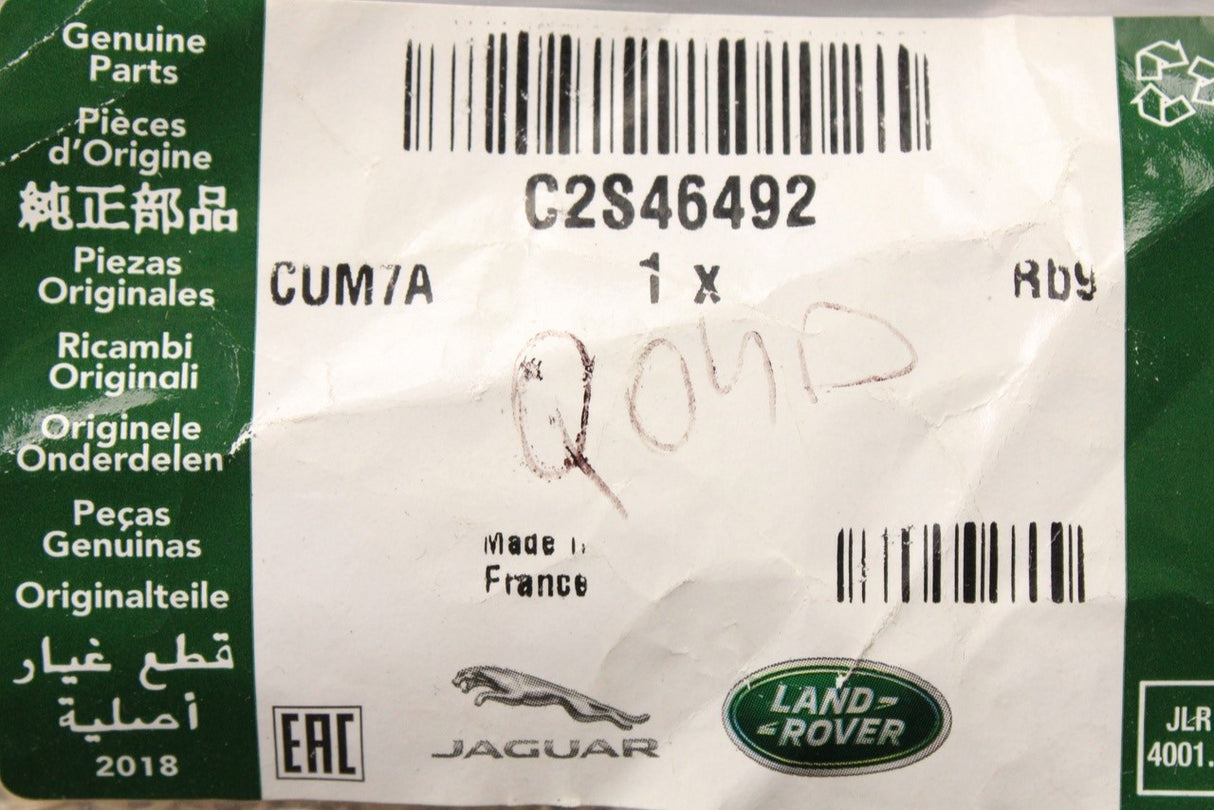 Genuine
Parts
Pièces
d'Origine
純正部品
Piezas
Originales
Ricambi
Originali
Originele
Onderdelen
Peças
Genuinas
Originalteile
قطع غيار
أصلية
2018
C2S46492
CUM7A
1 x
Made
France
EAC
JAGUAR
LAND-
-ROVER
JLR
4001.